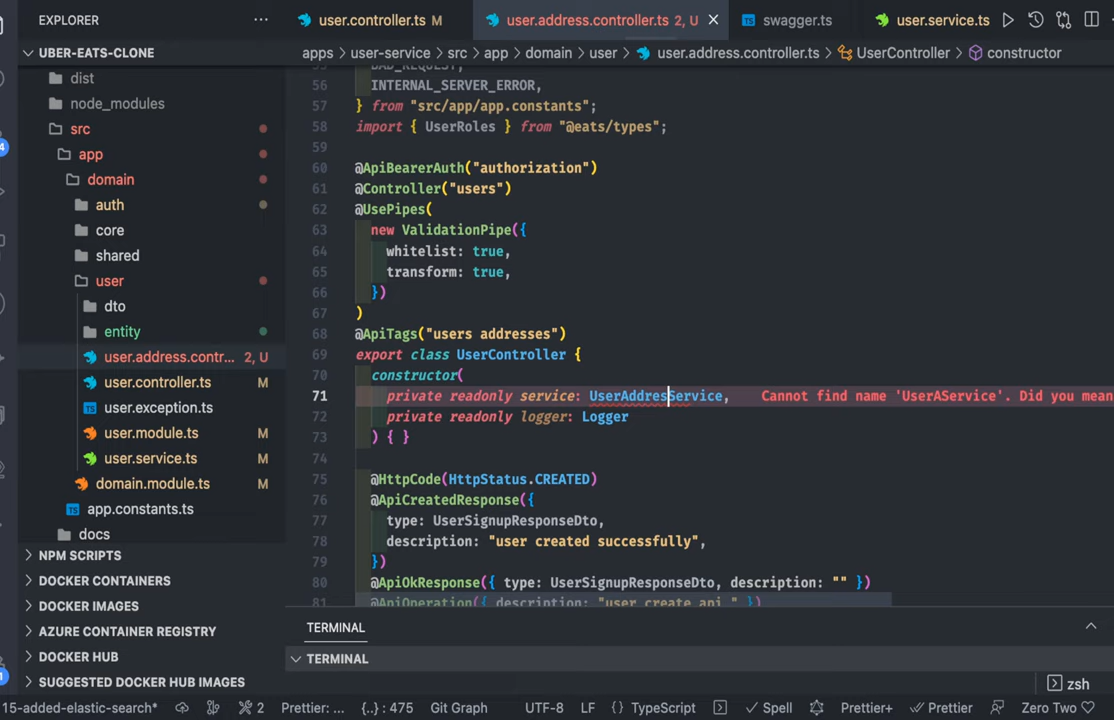 EXPLORER
user.controller.ts M
user.address.controller.ts 2, U
swagger.ts
user.service.ts
UBER-EATS-CLONE
apps > user-service > src > app > domain > user > user.address.controller.ts > UserController > constructor
dist
node_modules
src
app
domain
auth
core
shared
user
dto
entity
user.address.contr... 2, U
user.controller.ts M
user.exception.ts
user.module.ts M
user.service.ts M
domain.module.ts M
app.constants.ts
docs
NPM SCRIPTS
DOCKER CONTAINERS
DOCKER IMAGES
AZURE CONTAINER REGISTRY
DOCKER HUB
SUGGESTED DOCKER HUB IMAGES
55 BAD_REQUEST,
56 INTERNAL_SERVER_ERROR,
57 } from "src/app/app.constants";
58 import { UserRoles } from "@eats/types";
59
60 @ApiBearerAuth("authorization")
61 @Controller("users")
62 @UsePipes(
63 new ValidationPipe({
64 whitelist: true,
65 transform: true,
66 })
67 )
68 @ApiTags("users addresses")
69 export class UserController {
70 constructor(
71 private readonly service: UserAddresService, Cannot find name 'UserAService'. Did you mean
72 private readonly logger: Logger
73 ) { }
74
75 @HttpCode(HttpStatus.CREATED)
76 @ApiCreatedResponse({
77 type: UserSignupResponseDto,
78 description: "user created successfully",
79 })
80 @ApiOkResponse({ type: UserSignupResponseDto, description: "" })
81 @ApiOperation({ description: "user create api " })
TERMINAL
TERMINAL
zsh
15-added-elastic-search* 2 Prettier: ... {..} : 475 Git Graph UTF-8 LF {} TypeScript Spell Prettier+ Prettier Zero Two